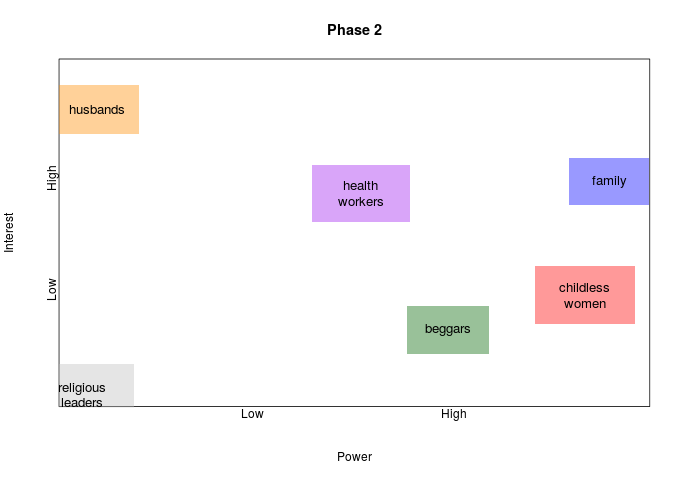 Phase 2
husbands
High
health
workers
family
Interest
Low
childless
women
beggars
religious
leaders
Low
High
Power